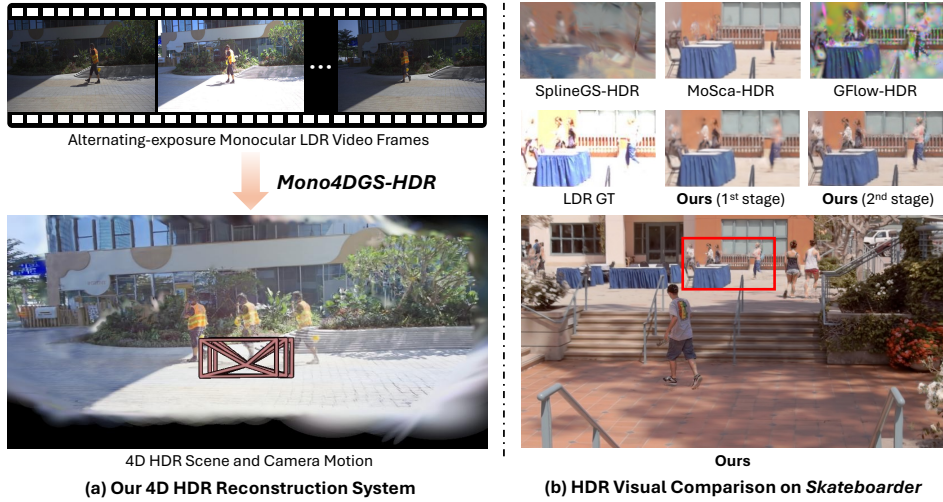 ...
Alternating-exposure Monocular LDR Video Frames
Mono4DGS-HDR
4D HDR Scene and Camera Motion
(a) Our 4D HDR Reconstruction System
SplineGS-HDR
MoSca-HDR
GFlow-HDR
LDR GT
Ours (1st stage)
Ours (2nd stage)
Ours
(b) HDR Visual Comparison on Skateboarder